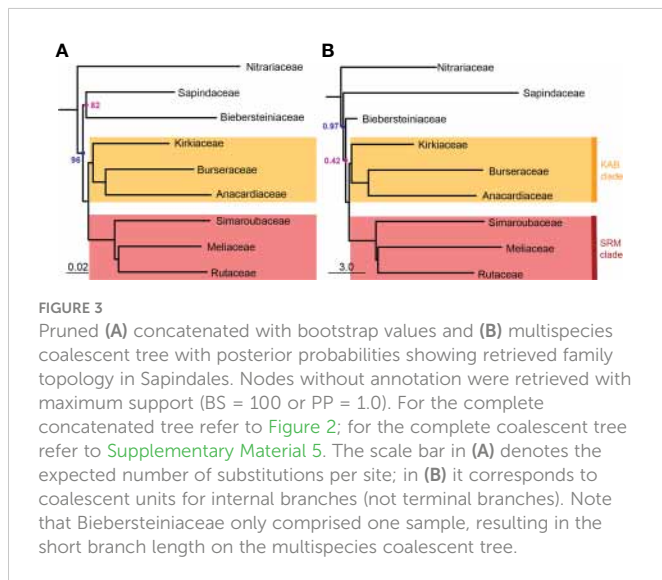 A
B
Nitrariaceae
Nitrariaceae
Sapindaceae
Sapindaceae
82
Biebersteiniaceae
Biebersteiniaceae
0.97
96
Kirkiaceae
Kirkiaceae
0.42
KAB
clade
Burseraceae
Burseraceae
Anacardiaceae
Anacardiaceae
Simaroubaceae
Simaroubaceae
SRM
clade
Meliaceae
Meliaceae
0.02
Rutaceae
3.0
Rutaceae
FIGURE 3
Pruned (A) concatenated with bootstrap values and (B) multispecies
coalescent tree with posterior probabilities showing retrieved family
topology in Sapindales. Nodes without annotation were retrieved with
maximum support (BS = 100 or PP = 1.0). For the complete
concatenated tree refer to Figure 2; for the complete coalescent tree
refer to Supplementary Material 5. The scale bar in (A) denotes the
expected number of substitutions per site; in (B) it corresponds to
coalescent units for internal branches (not terminal branches). Note
that Biebersteiniaceae only comprised one sample, resulting in the
short branch length on the multispecies coalescent tree.